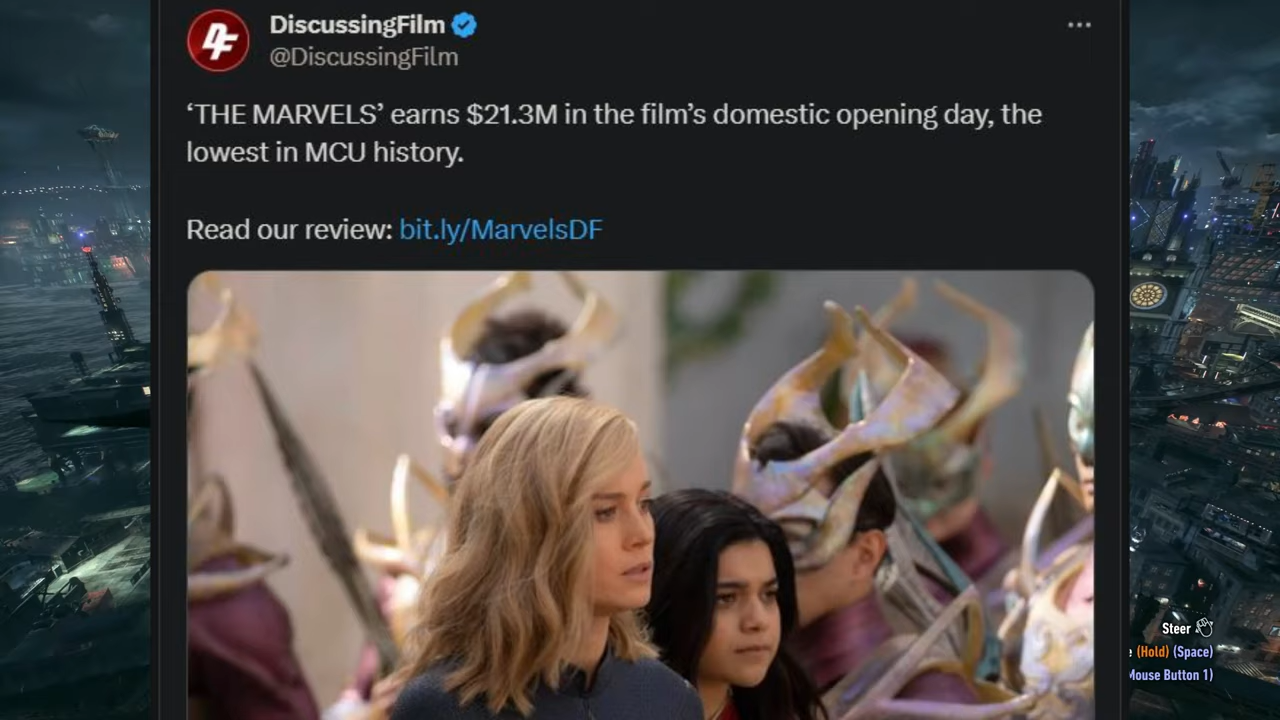 DiscussingFilm
@DiscussingFilm
‘THE MARVELS’ earns $21.3M in the film’s domestic opening day, the
lowest in MCU history.
Read our review: bit.ly/MarvelsDF
Steer
e (Hold) (Space)
Mouse Button 1)